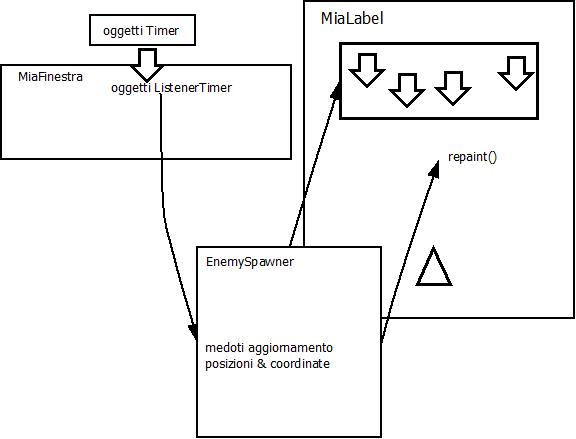 oggetti Timer
MiaLabel
MiaFinestra
oggetti ListenerTimer
repaint()
EnemySpawner
medoti aggiornamento
posizioni & coordinate